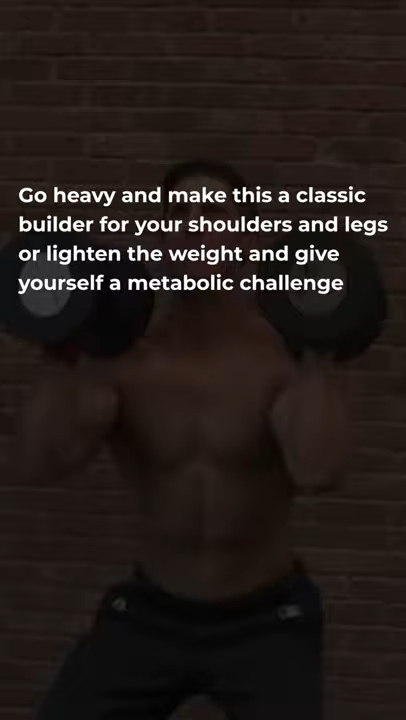 Go heavy and make this a classic
builder for your shoulders and legs
or lighten the weight and give
yourself a metabolic challenge